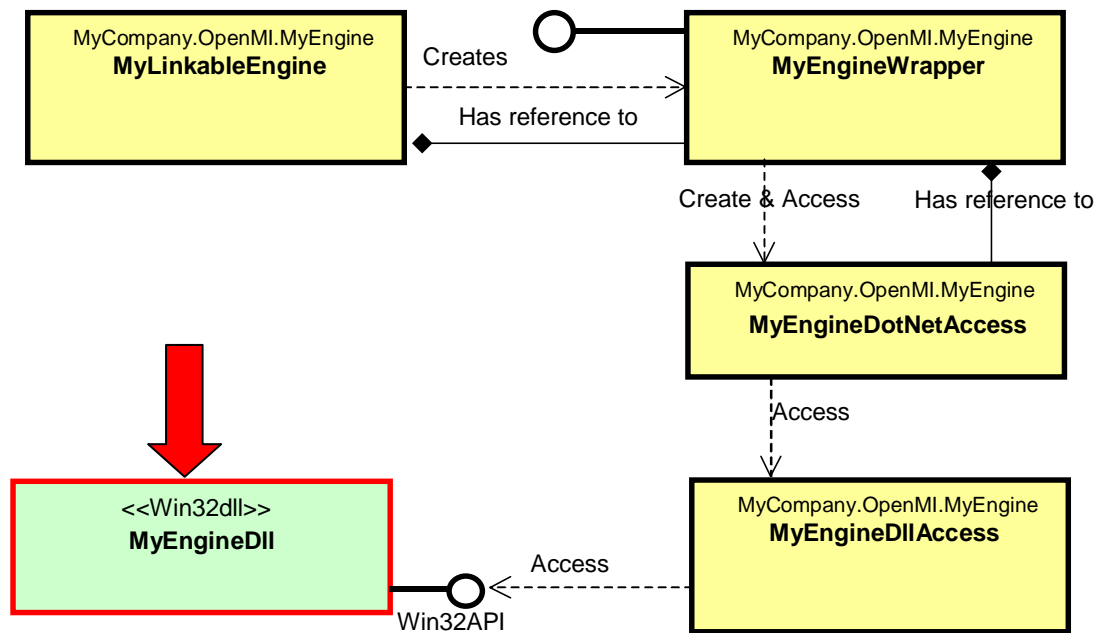 MyCompany.OpenMI.MyEngine
MyLinkableEngine
Creates
Has reference to
MyCompany.OpenMI.MyEngine
MyEngineWrapper
Create & Access
Has reference to
MyCompany.OpenMI.MyEngine
MyEngineDotNetAccess
Access
<<Win32dll>>
MyEngineDll
MyCompany.OpenMI.MyEngine
MyEngineDllAccess
Access
Win32API